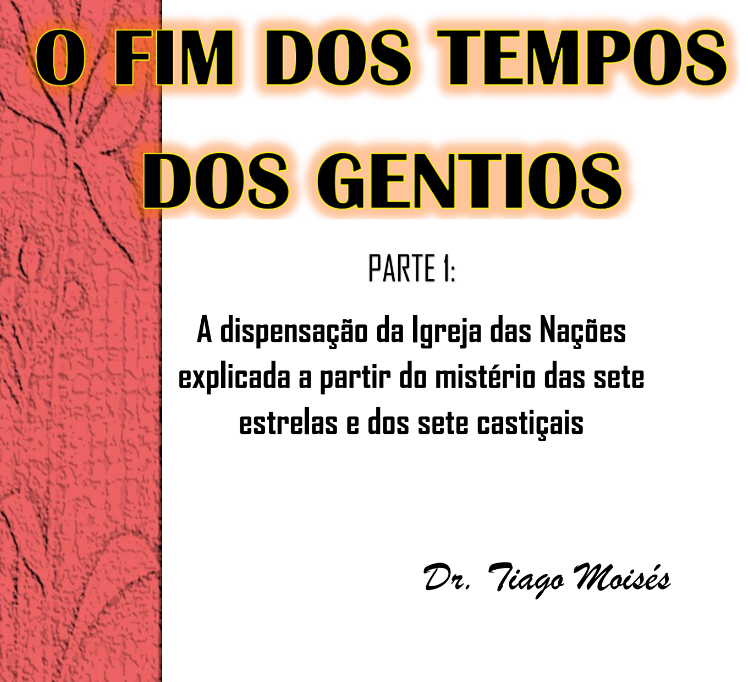 O FIM DOS TEMPOS
DOS GENTIOS
PARTE 1:
A dispensação da Igreja das Nações
explicada a partir do mistério das sete
estrelas e dos sete castiçais
Dr. Tiago Moisés